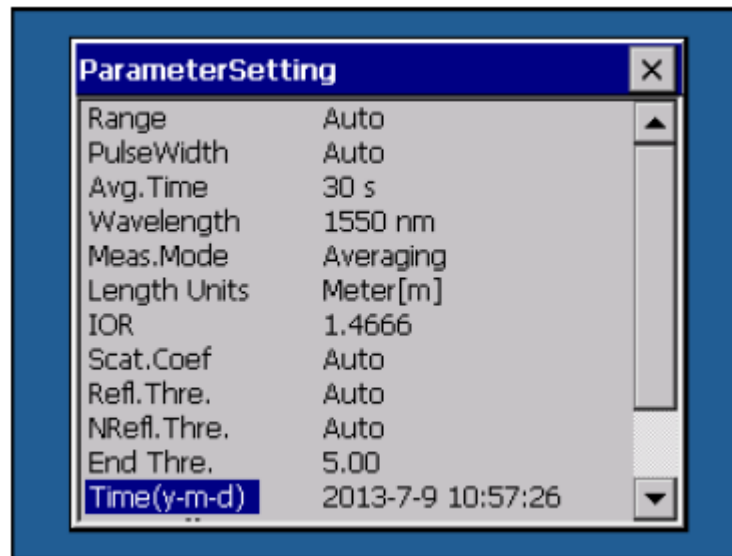 ParameterSetting
Range Auto
PulseWidth Auto
Avg.Time 30 s
Wavelength 1550 nm
Meas.Mode Averaging
Length Units Meter[m]
IOR 1.4666
Scat.Coef Auto
Refl.Thre. Auto
NRefl.Thre. Auto
End Thre. 5.00
Time(y-m-d) 2013-7-9 10:57:26